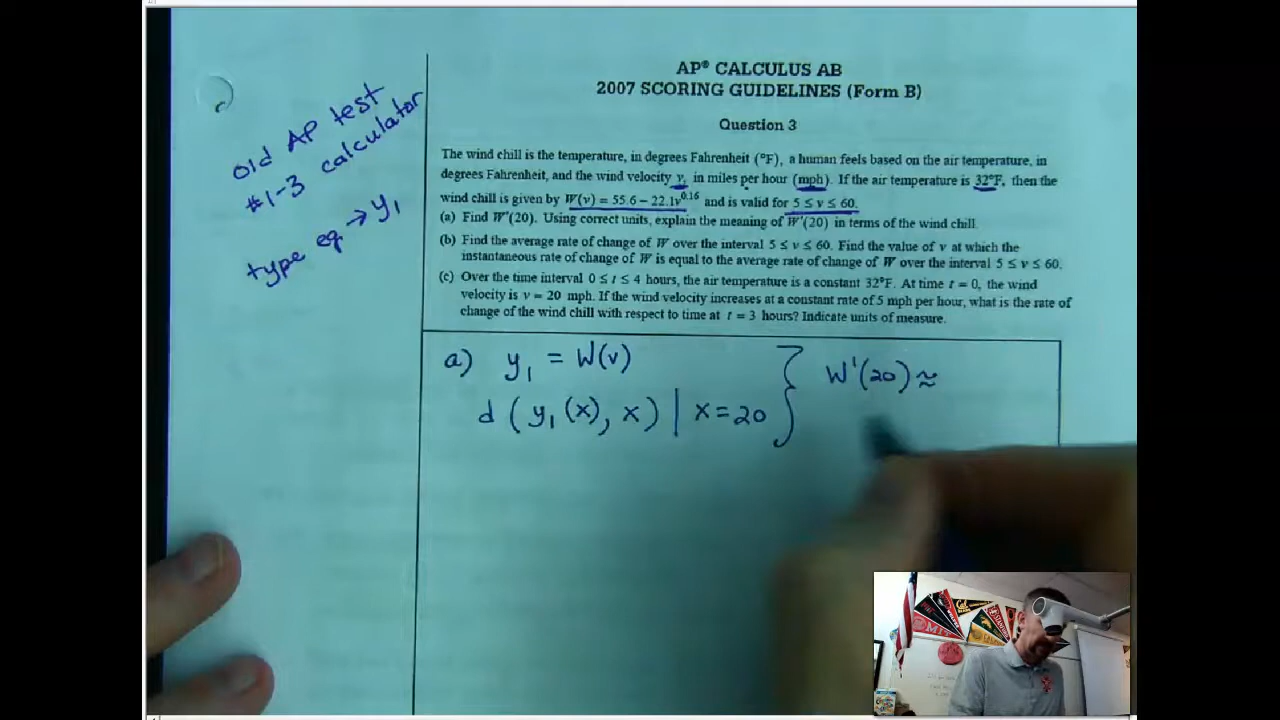 old AP test
#1-3 calculator
type eq → y₁
AP® CALCULUS AB
2007 SCORING GUIDELINES (Form B)
Question 3
The wind chill is the temperature, in degrees Fahrenheit (°F), a human feels based on the air temperature, in
degrees Fahrenheit, and the wind velocity v, in miles per hour (mph). If the air temperature is 32°F, then the
wind chill is given by W(v) = 55.6 − 22.1v^0.16 and is valid for 5 ≤ v ≤ 60.
(a) Find W′(20). Using correct units, explain the meaning of W′(20) in terms of the wind chill.
(b) Find the average rate of change of W over the interval 5 ≤ v ≤ 60. Find the value of v at which the
instantaneous rate of change of W is equal to the average rate of change of W over the interval 5 ≤ v ≤ 60.
(c) Over the time interval 0 ≤ t ≤ 4 hours, the air temperature is a constant 32°F. At time t = 0, the wind
velocity is v = 20 mph. If the wind velocity increases at a constant rate of 5 mph per hour, what is the rate of
change of the wind chill with respect to time at t = 3 hours? Indicate units of measure.
a) y₁ = W(v)
d (y₁(x), x) | x=20 } W'(20) ≈
MIT